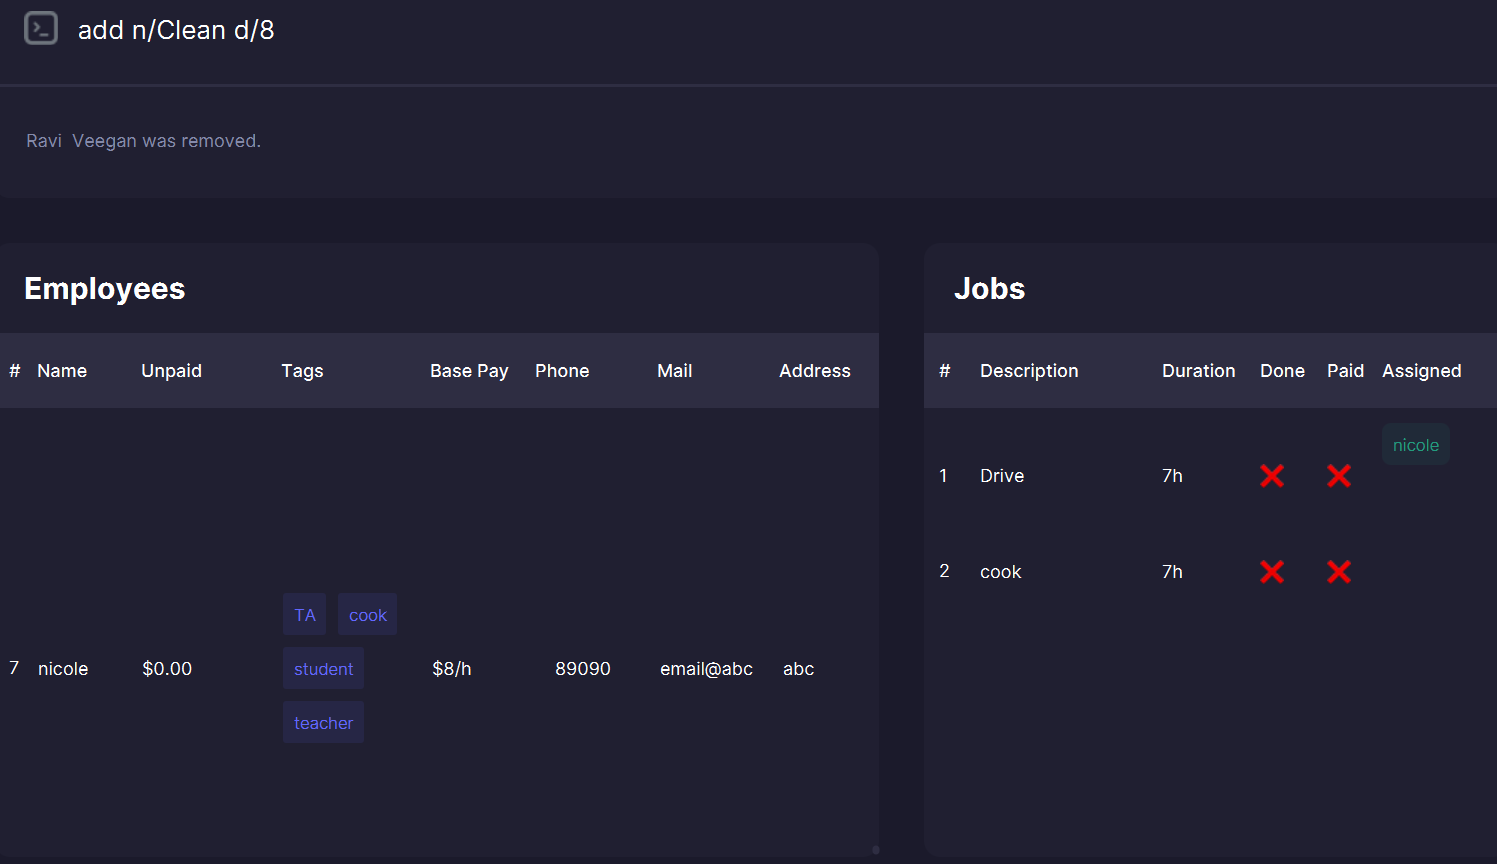 add n/Clean d/8
Ravi  Veegan was removed.
Employees
# Name Unpaid Tags Base Pay Phone Mail Address
TA cook
7 nicole $0.00 student $8/h 89090 email@abc abc
teacher
Jobs
# Description Duration Done Paid Assigned
nicole
1 Drive 7h ❌ ❌
2 cook 7h ❌ ❌